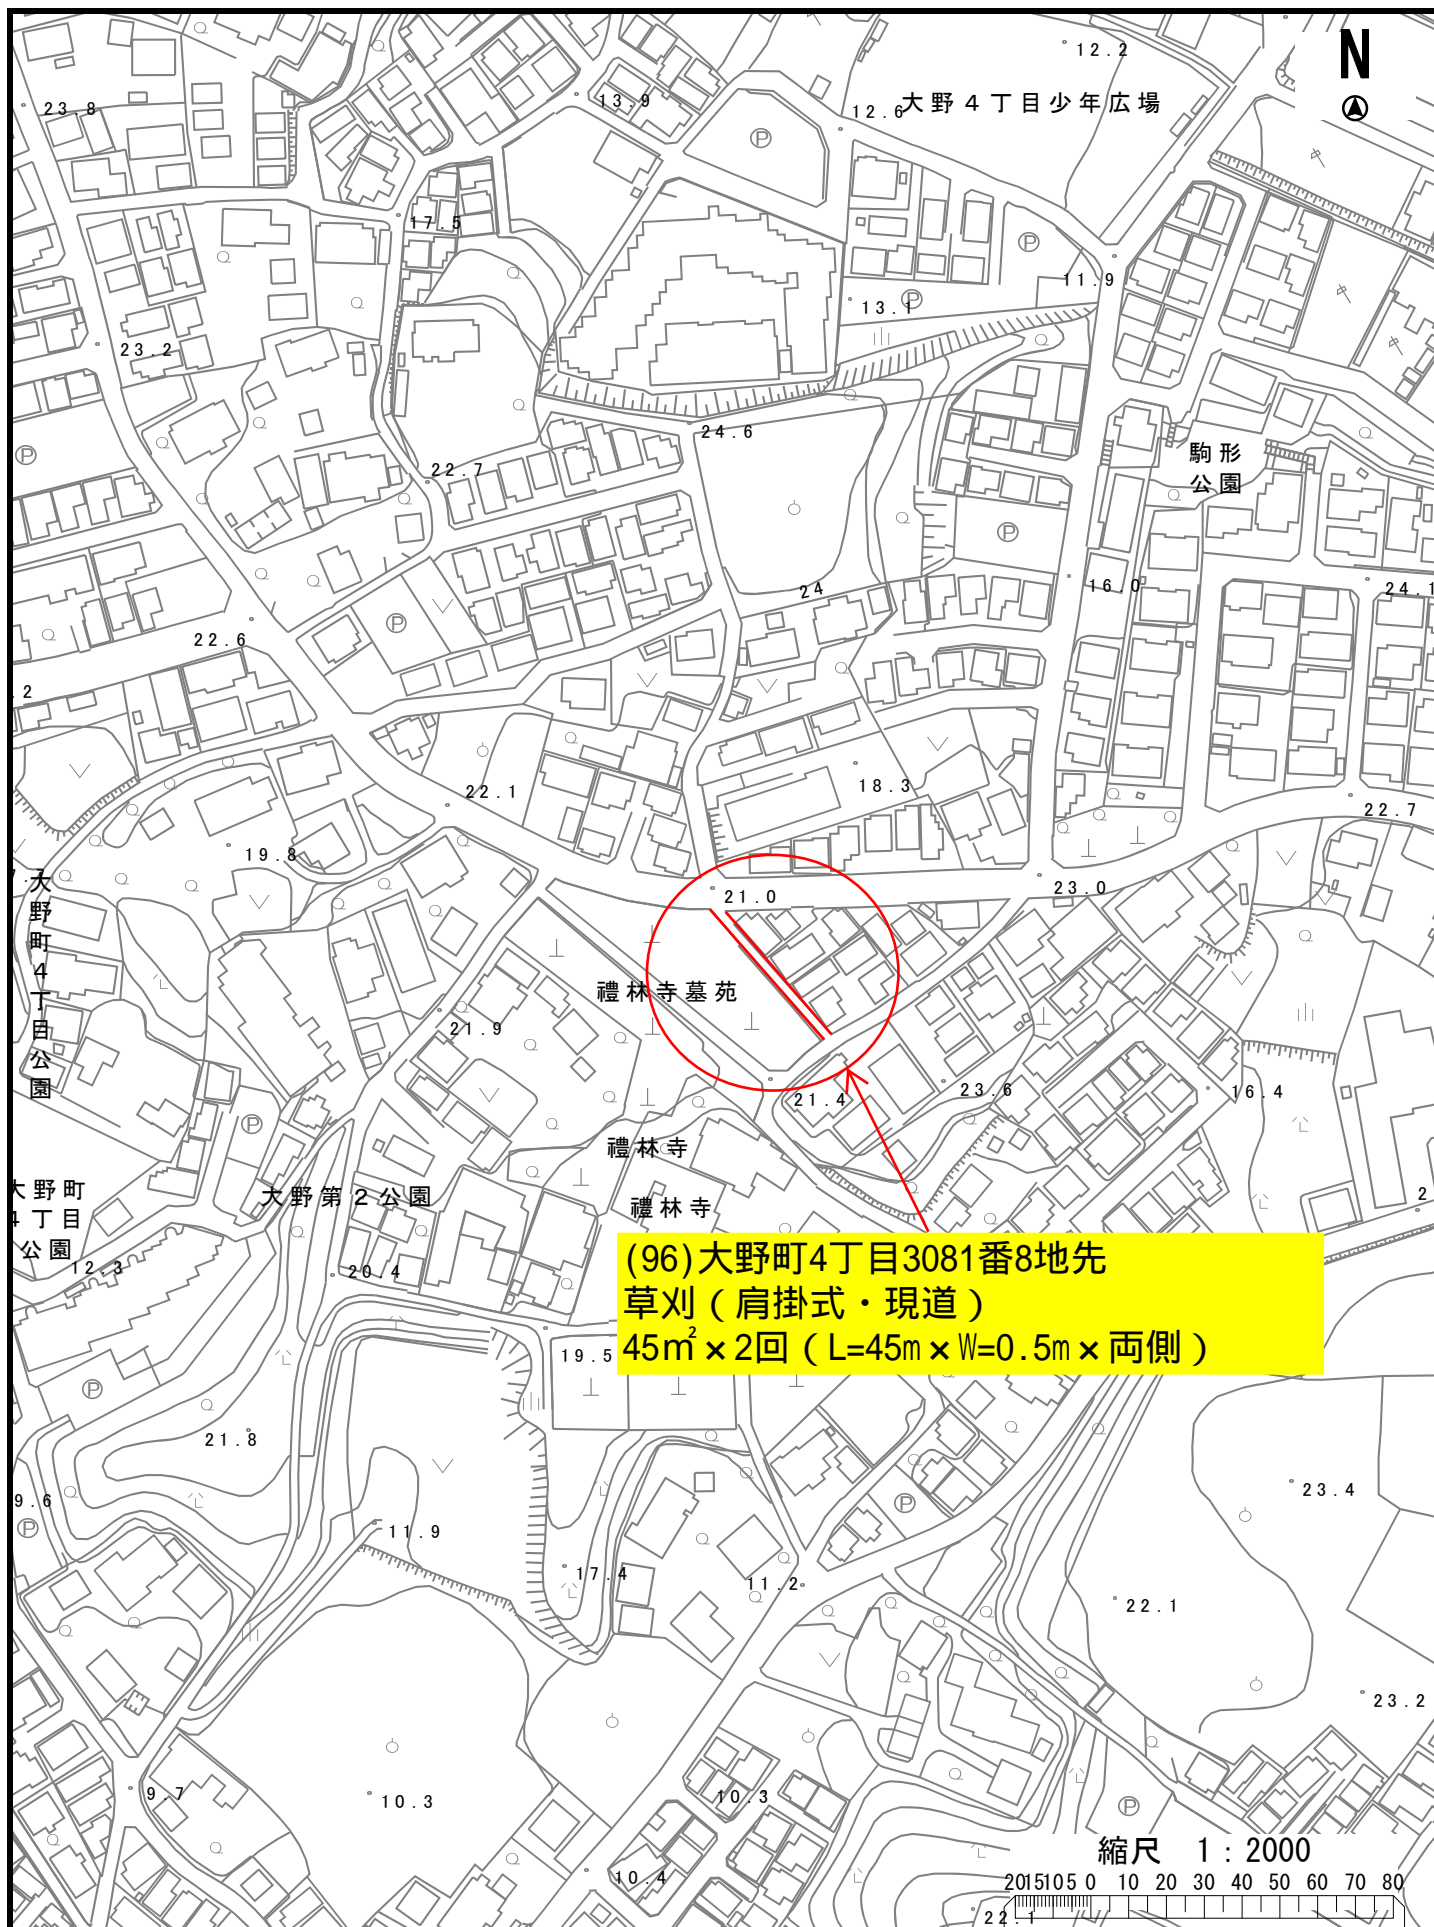 N
12.2
23.8
13.9
12.6
大野４丁目少年広場
P
17.5
P
11.9
13.1
P
23.2
24.6
駒形
公園
P
22.7
P
24
16.0
24.1
22.6
P
.2
22.1
18.3
22.7
19.8
大野町4丁目公園
21.0
23.0
禮林寺墓苑
21.9
23.6
16.4
21.4
P
禮林寺
大野第２公園
禮林寺
大野町
4丁目
公園
12.3
20.4
2
(96)大野町4丁目3081番8地先
草刈（肩掛式・現道）
45㎡×2回（L=45m×W=0.5m×両側）
19.5
P
21.8
9.6
P
11.9
P
23.4
17.4
11.2
22.1
23.2
9.7
10.3
10.3
P
10.4
縮尺　1：2000
20 15 10 5 0 10 20 30 40 50 60 70 80
22.1